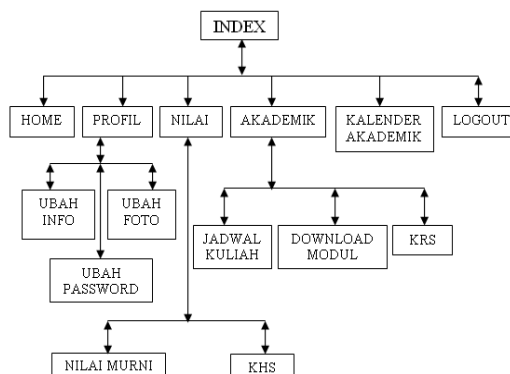 INDEX
HOME
PROFIL
NILAI
AKADEMIK
KALENDER
AKADEMIK
LOGOUT
UBAH
INFO
UBAH
FOTO
UBAH
PASSWORD
JADWAL
KULIAH
DOWNLOAD
MODUL
KRS
NILAI MURNI
KHS